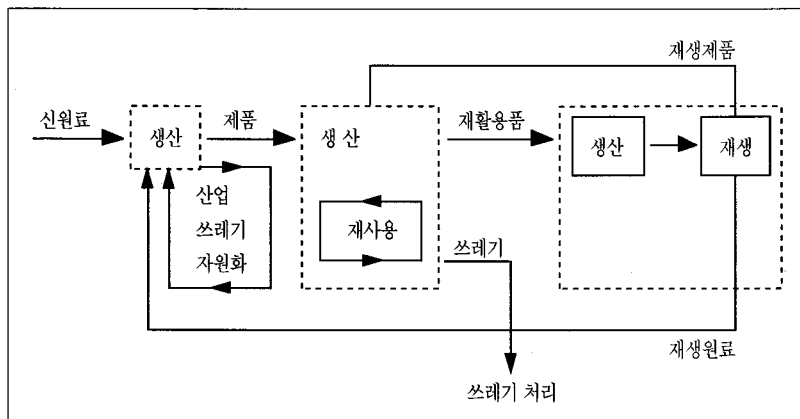 재생제품
신원료
생산
제품
생 산
재활용품
생산
재생
산업
쓰레기
자원화
재사용
쓰레기
재생원료
쓰레기 처리